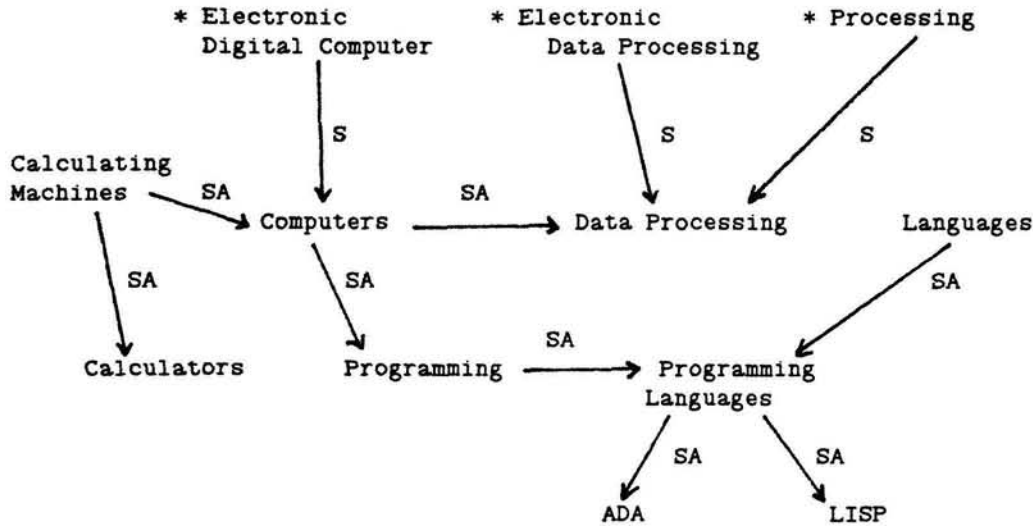 * Electronic * Electronic * Processing
Digital Computer Data Processing
S S S
Calculating
Machines SA SA
Computers Data Processing Languages
SA SA SA
SA
Calculators Programming Programming
Languages
SA SA
ADA LISP